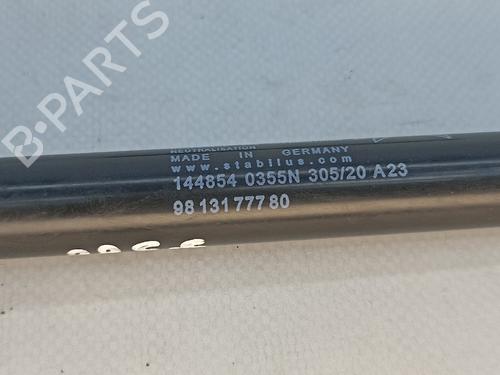 B-PARTS
NEUTRALISATION
MADE IN GERMANY
www.stabilus.com
144854 0355N 305/20 A23
98 131 777 80